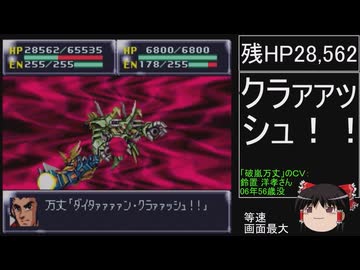 HP 28562/65535
EN 255/255
HP 6800/6800
EN 178/255
万丈「ダイタァァァン・クラァァッシュ!!」
残HP28,562
クラァァッ
シュ！！
「破嵐万丈」のCV:
鈴置 洋孝さん
06年56歳没
等速
画面最大